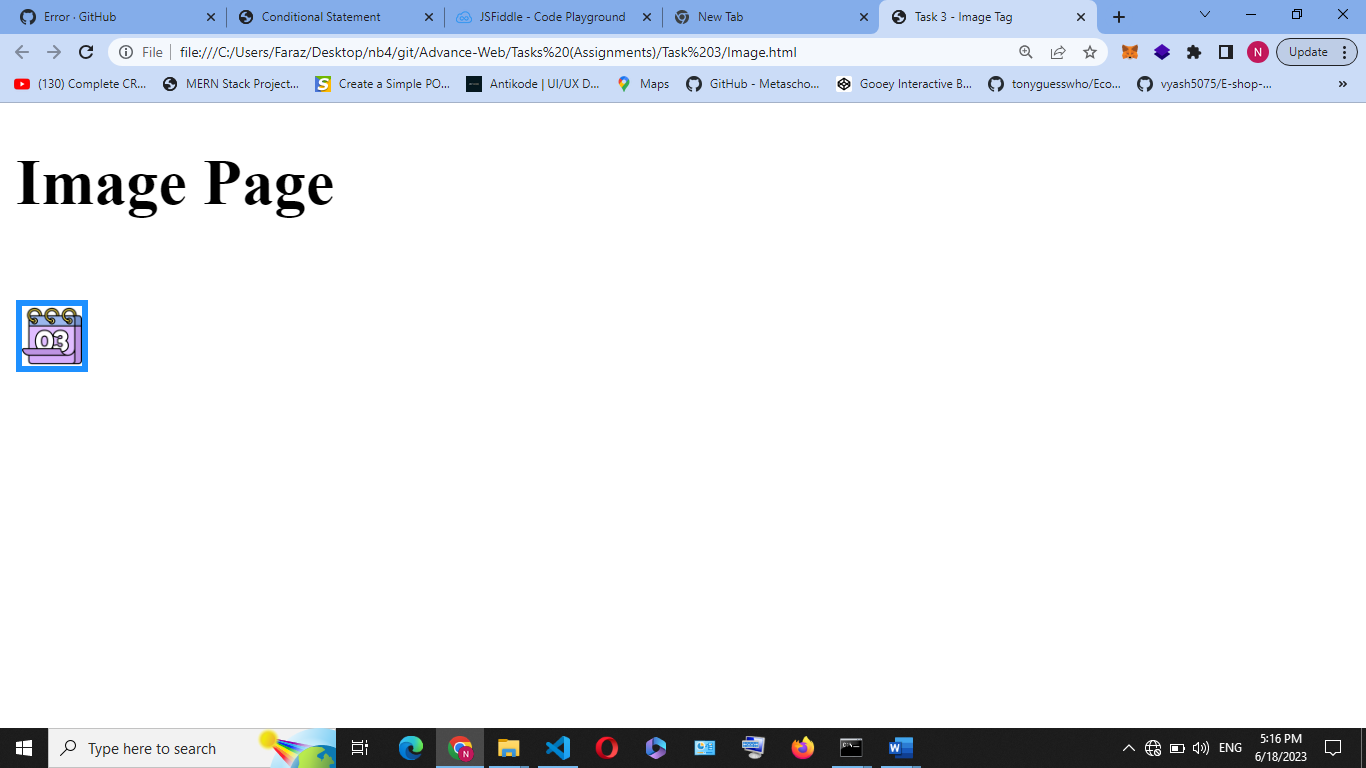 Error · GitHub
Conditional Statement
JSFiddle - Code Playground
New Tab
Task 3 - Image Tag
File
file:///C:/Users/Faraz/Desktop/nb4/git/Advance-Web/Tasks%20(Assignments)/Task%203/Image.html
N
Update
(130) Complete CR...
MERN Stack Project...
Create a Simple PO...
Antikode | UI/UX D...
Maps
GitHub - Metascho...
Gooey Interactive B...
tonyguesswho/Eco...
vyash5075/E-shop-...
»
Image Page
03
Type here to search
N
ENG
5:16 PM
6/18/2023